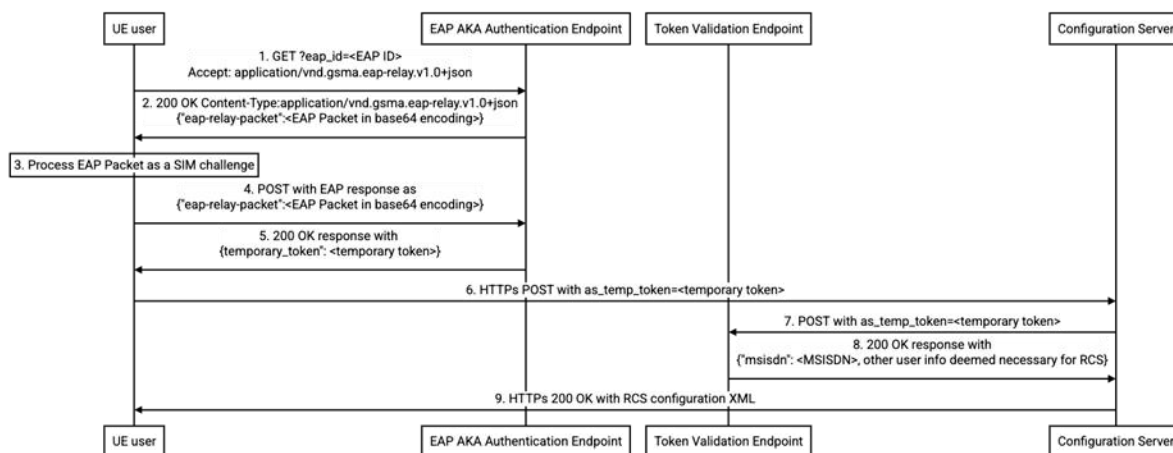 UE user
EAP AKA Authentication Endpoint
Token Validation Endpoint
Configuration Server
1. GET ?eap_id=<EAP ID>
Accept: application/vnd.gsma.eap-relay.v1.0+json
2. 200 OK Content-Type:application/vnd.gsma.eap-relay.v1.0+json
{"eap-relay-packet":<EAP Packet in base64 encoding>}
3. Process EAP Packet as a SIM challenge
4. POST with EAP response as
{"eap-relay-packet":<EAP Packet in base64 encoding>}
5. 200 OK response with
{temporary_token": <temporary token>}
6. HTTPs POST with as_temp_token=<temporary token>
7. POST with as_temp_token=<temporary token>
8. 200 OK response with
{"msisdn": <MSISDN>, other user info deemed necessary for RCS}
9. HTTPs 200 OK with RCS configuration XML
UE user
EAP AKA Authentication Endpoint
Token Validation Endpoint
Configuration Server